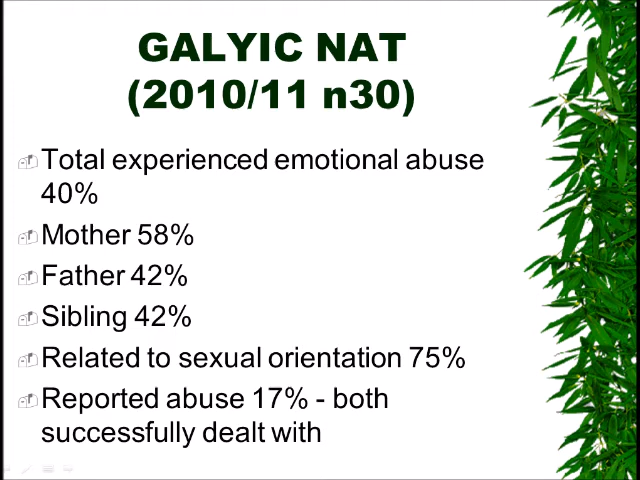 GALYIC NAT
(2010/11 n30)
Total experienced emotional abuse
40%
Mother 58%
Father 42%
Sibling 42%
Related to sexual orientation 75%
Reported abuse 17% - both
successfully dealt with